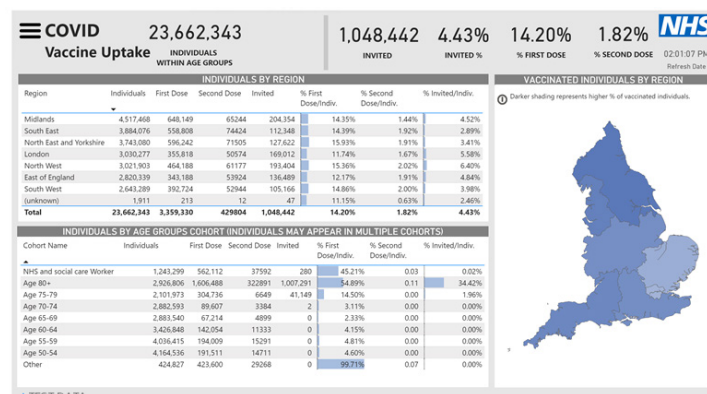 COVID
Vaccine Uptake
23,662,343
INDIVIDUALS
WITHIN AGE GROUPS
1,048,442 4.43% 14.20% 1.82%
INVITED INVITED % % FIRST DOSE % SECOND DOSE
NHS
02:01:07 PM
Refresh Date
INDIVIDUALS BY REGION
Region Individuals First Dose Second Dose Invited % First Dose/Indiv. % Second Dose/Indiv. % Invited/Indiv.
Midlands 4,517,468 648,149 65244 204,354 14.35% 1.44% 4.52%
South East 3,884,076 558,808 74424 112,348 14.39% 1.92% 2.89%
North East and Yorkshire 3,743,080 596,242 71505 127,622 15.93% 1.91% 3.41%
London 3,030,277 355,818 50574 169,012 11.74% 1.67% 5.58%
North West 3,021,903 464,188 61177 193,404 15.36% 2.02% 6.40%
East of England 2,820,339 343,188 53924 136,489 12.17% 1.91% 4.84%
South West 2,643,289 392,724 52944 105,166 14.86% 2.00% 3.98%
(unknown) 1,911 213 12 47 11.15% 0.63% 2.46%
Total 23,662,343 3,359,330 429804 1,048,442 14.20% 1.82% 4.43%
INDIVIDUALS BY AGE GROUPS COHORT (INDIVIDUALS MAY APPEAR IN MULTIPLE COHORTS)
Cohort Name Individuals First Dose Second Dose Invited % First Dose/Indiv. % Second Dose/Indiv. % Invited/Indiv.
NHS and social care Worker 1,243,299 562,112 37592 280 45.21% 0.03 0.02%
Age 80+ 2,926,806 1,606,488 322891 1,007,291 54.89% 0.11 34.42%
Age 75-79 2,101,973 304,736 6649 41,149 14.50% 0.00 1.96%
Age 70-74 2,882,593 89,607 3384 2 3.11% 0.00 0.00%
Age 65-69 2,883,540 67,214 4899 0 2.33% 0.00 0.00%
Age 60-64 3,426,848 142,054 11333 0 4.15% 0.00 0.00%
Age 55-59 4,036,415 194,009 15291 0 4.81% 0.00 0.00%
Age 50-54 4,164,536 191,511 14711 0 4.60% 0.00 0.00%
Other 424,827 423,600 29268 0 99.71% 0.07 0.00%
VACCINATED INDIVIDUALS BY REGION
Darker shading represents higher % of vaccinated individuals.